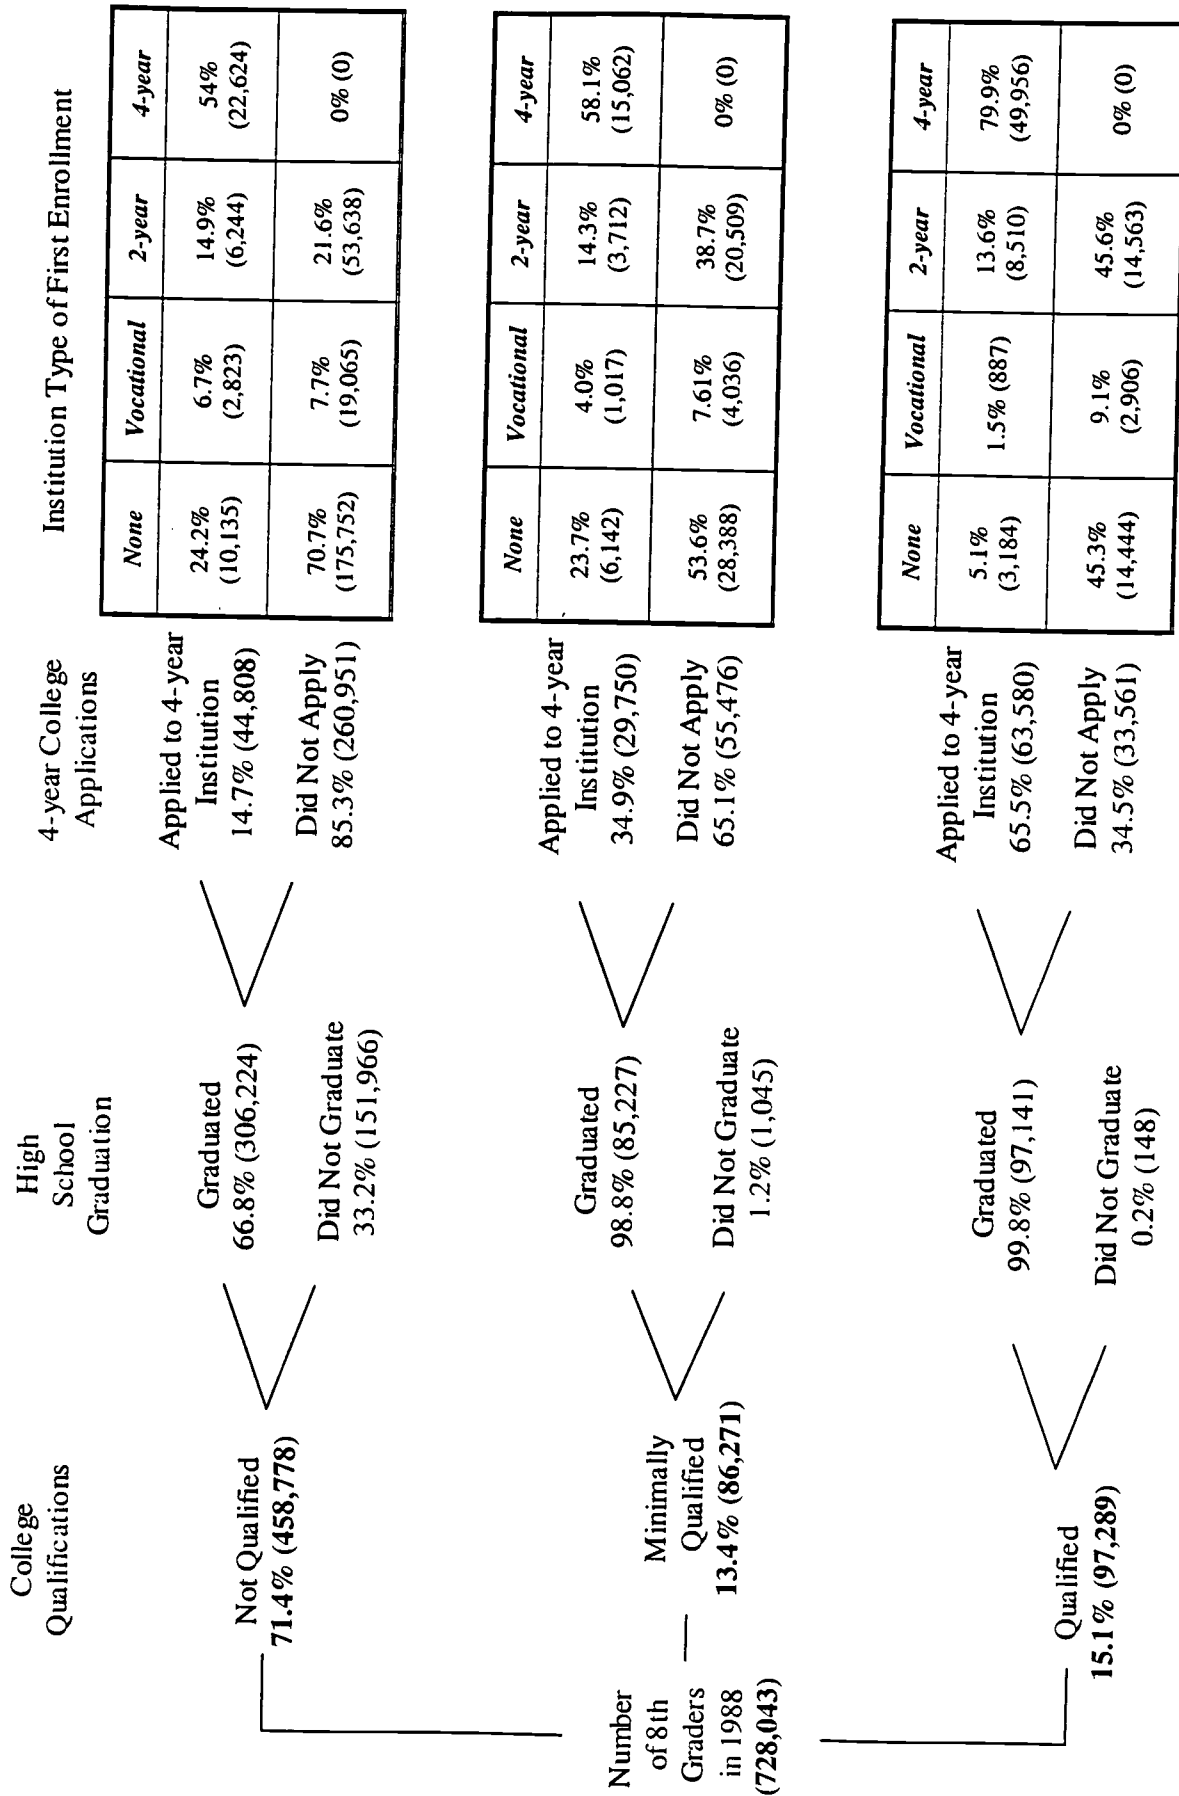 College
Qualifications
High
School
Graduation
4-year College
Applications
Institution Type of First Enrollment
Number
of 8th
Graders
in 1988
(728,043)
Not Qualified
71.4% (458,778)
Graduated
66.8% (306,224)
Did Not Graduate
33.2% (151,966)
Applied to 4-year
Institution
14.7% (44,808)
Did Not Apply
85.3% (260,951)
None Vocational 2-year 4-year
24.2% 6.7% 14.9% 54%
(10,135) (2,823) (6,244) (22,624)
70.7% 7.7% 21.6% 0% (0)
(175,752) (19,065) (53,638)
Minimally
Qualified
13.4% (86,271)
Graduated
98.8% (85,227)
Did Not Graduate
1.2% (1,045)
Applied to 4-year
Institution
34.9% (29,750)
Did Not Apply
65.1% (55,476)
None Vocational 2-year 4-year
23.7% 4.0% 14.3% 58.1%
(6,142) (1,017) (3,712) (15,062)
53.6% 7.61% 38.7% 0% (0)
(28,388) (4,036) (20,509)
Qualified
15.1% (97,289)
Graduated
99.8% (97,141)
Did Not Graduate
0.2% (148)
Applied to 4-year
Institution
65.5% (63,580)
Did Not Apply
34.5% (33,561)
None Vocational 2-year 4-year
5.1% 1.5% (887) 13.6% 79.9%
(3,184) (8,510) (49,956)
45.3% 9.1% 45.6% 0% (0)
(14,444) (2,906) (14,563)